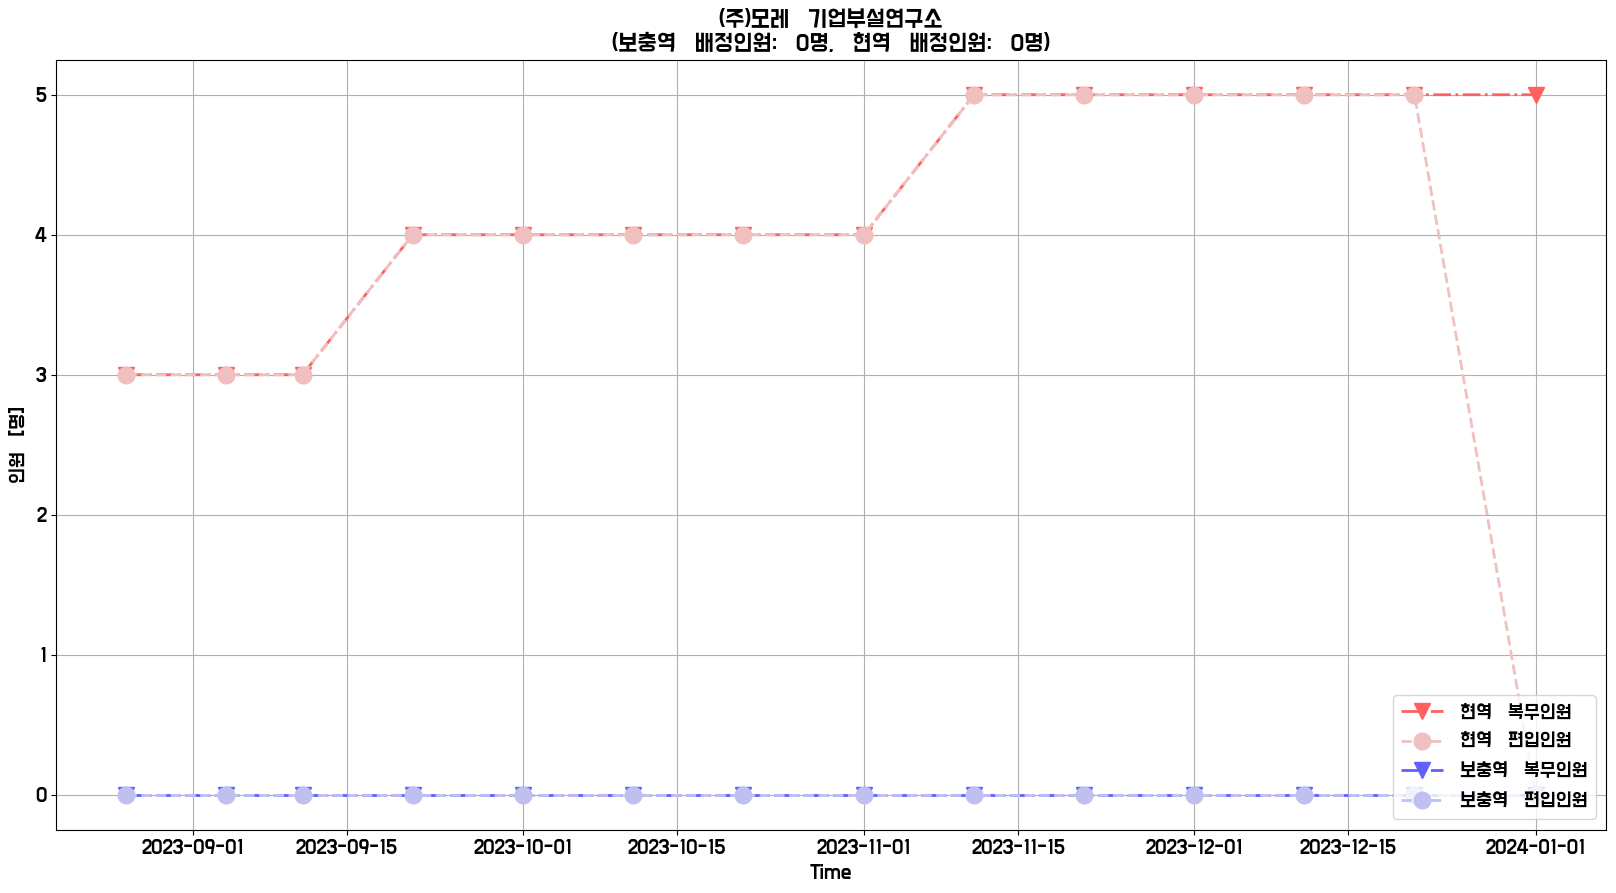 (주)모레 기업부설연구소
(보충역 배정인원: 0명, 현역 배정인원: 0명)
5
4
3
2
1
0
인원 [명]
현역 복무인원
현역 편입인원
보충역 복무인원
보충역 편입인원
2023-09-01 2023-09-15 2023-10-01 2023-10-15 2023-11-01 2023-11-15 2023-12-01 2023-12-15 2024-01-01
Time